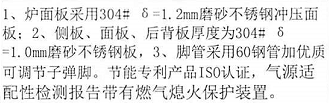 1、炉面板采用304# δ=1.2mm磨砂不锈钢冲压面
板；2、侧板、面板、后背板厚度为304# δ
=1.0mm磨砂不锈钢板，3、脚管采用60钢管加优质
可调节子弹脚。节能专利产品ISO认证，气源适
配性检测报告带有燃气熄火保护装置。